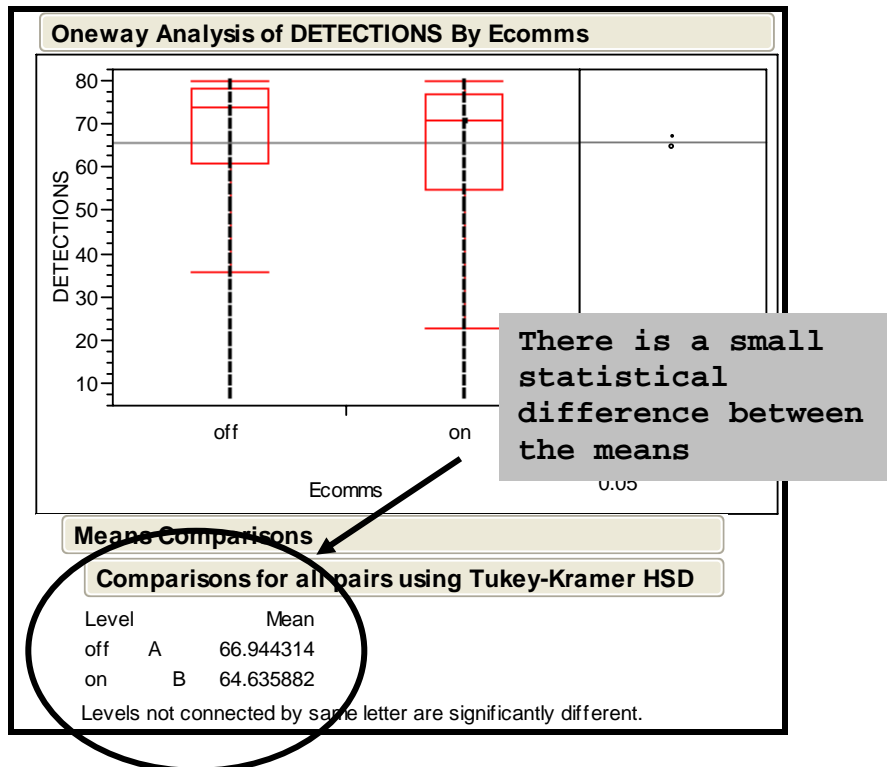 Oneway Analysis of DETECTIONS By Ecomms
80
70
60
50
40
30
20
10
DETECTIONS
off
on
Ecomms
There is a small
statistical
difference between
the means
0.05
Means Comparisons
Comparisons for all pairs using Tukey-Kramer HSD
Level Mean
off A 66.944314
on B 64.635882
Levels not connected by same letter are significantly different.